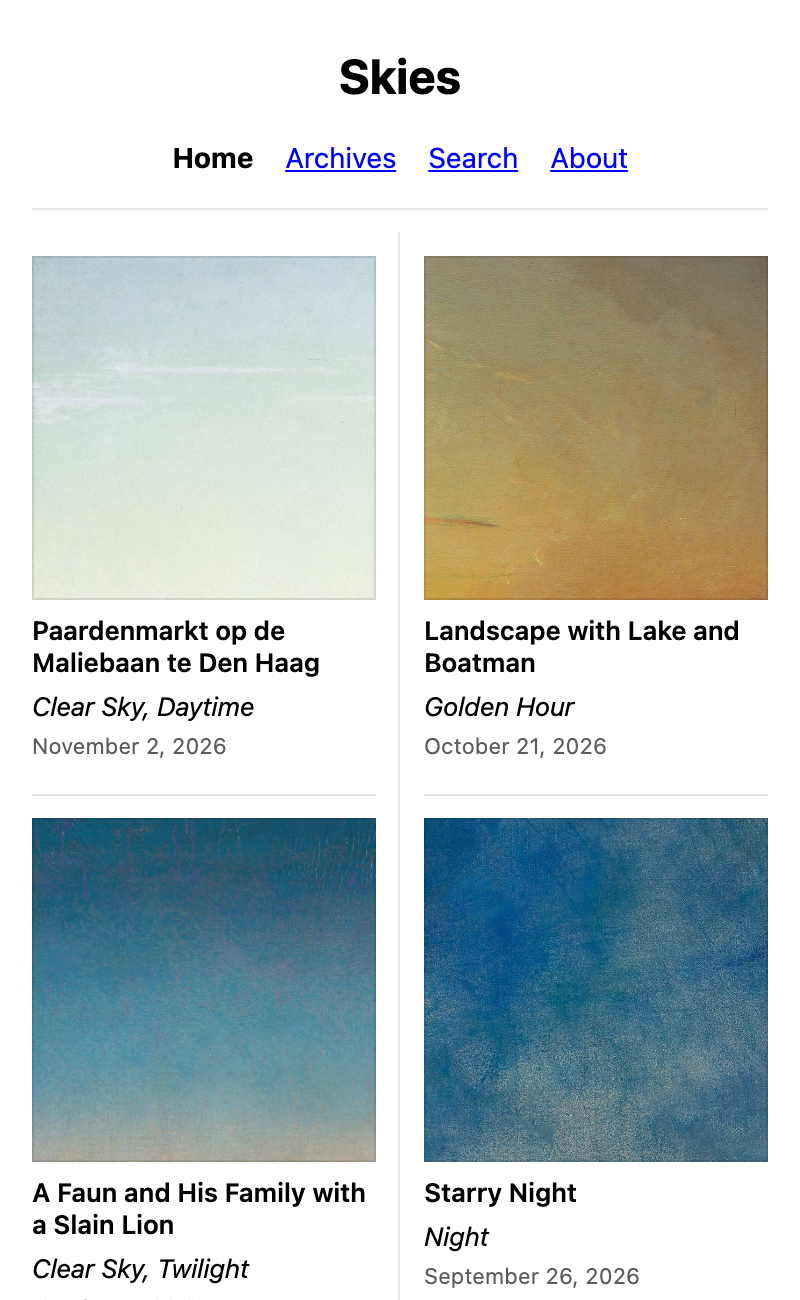 Skies
Home Archives Search About
Paardenmarkt op de
Maliebaan te Den Haag
Clear Sky, Daytime
November 2, 2026
Landscape with Lake and
Boatman
Golden Hour
October 21, 2026
A Faun and His Family with
a Slain Lion
Clear Sky, Twilight
Starry Night
Night
September 26, 2026